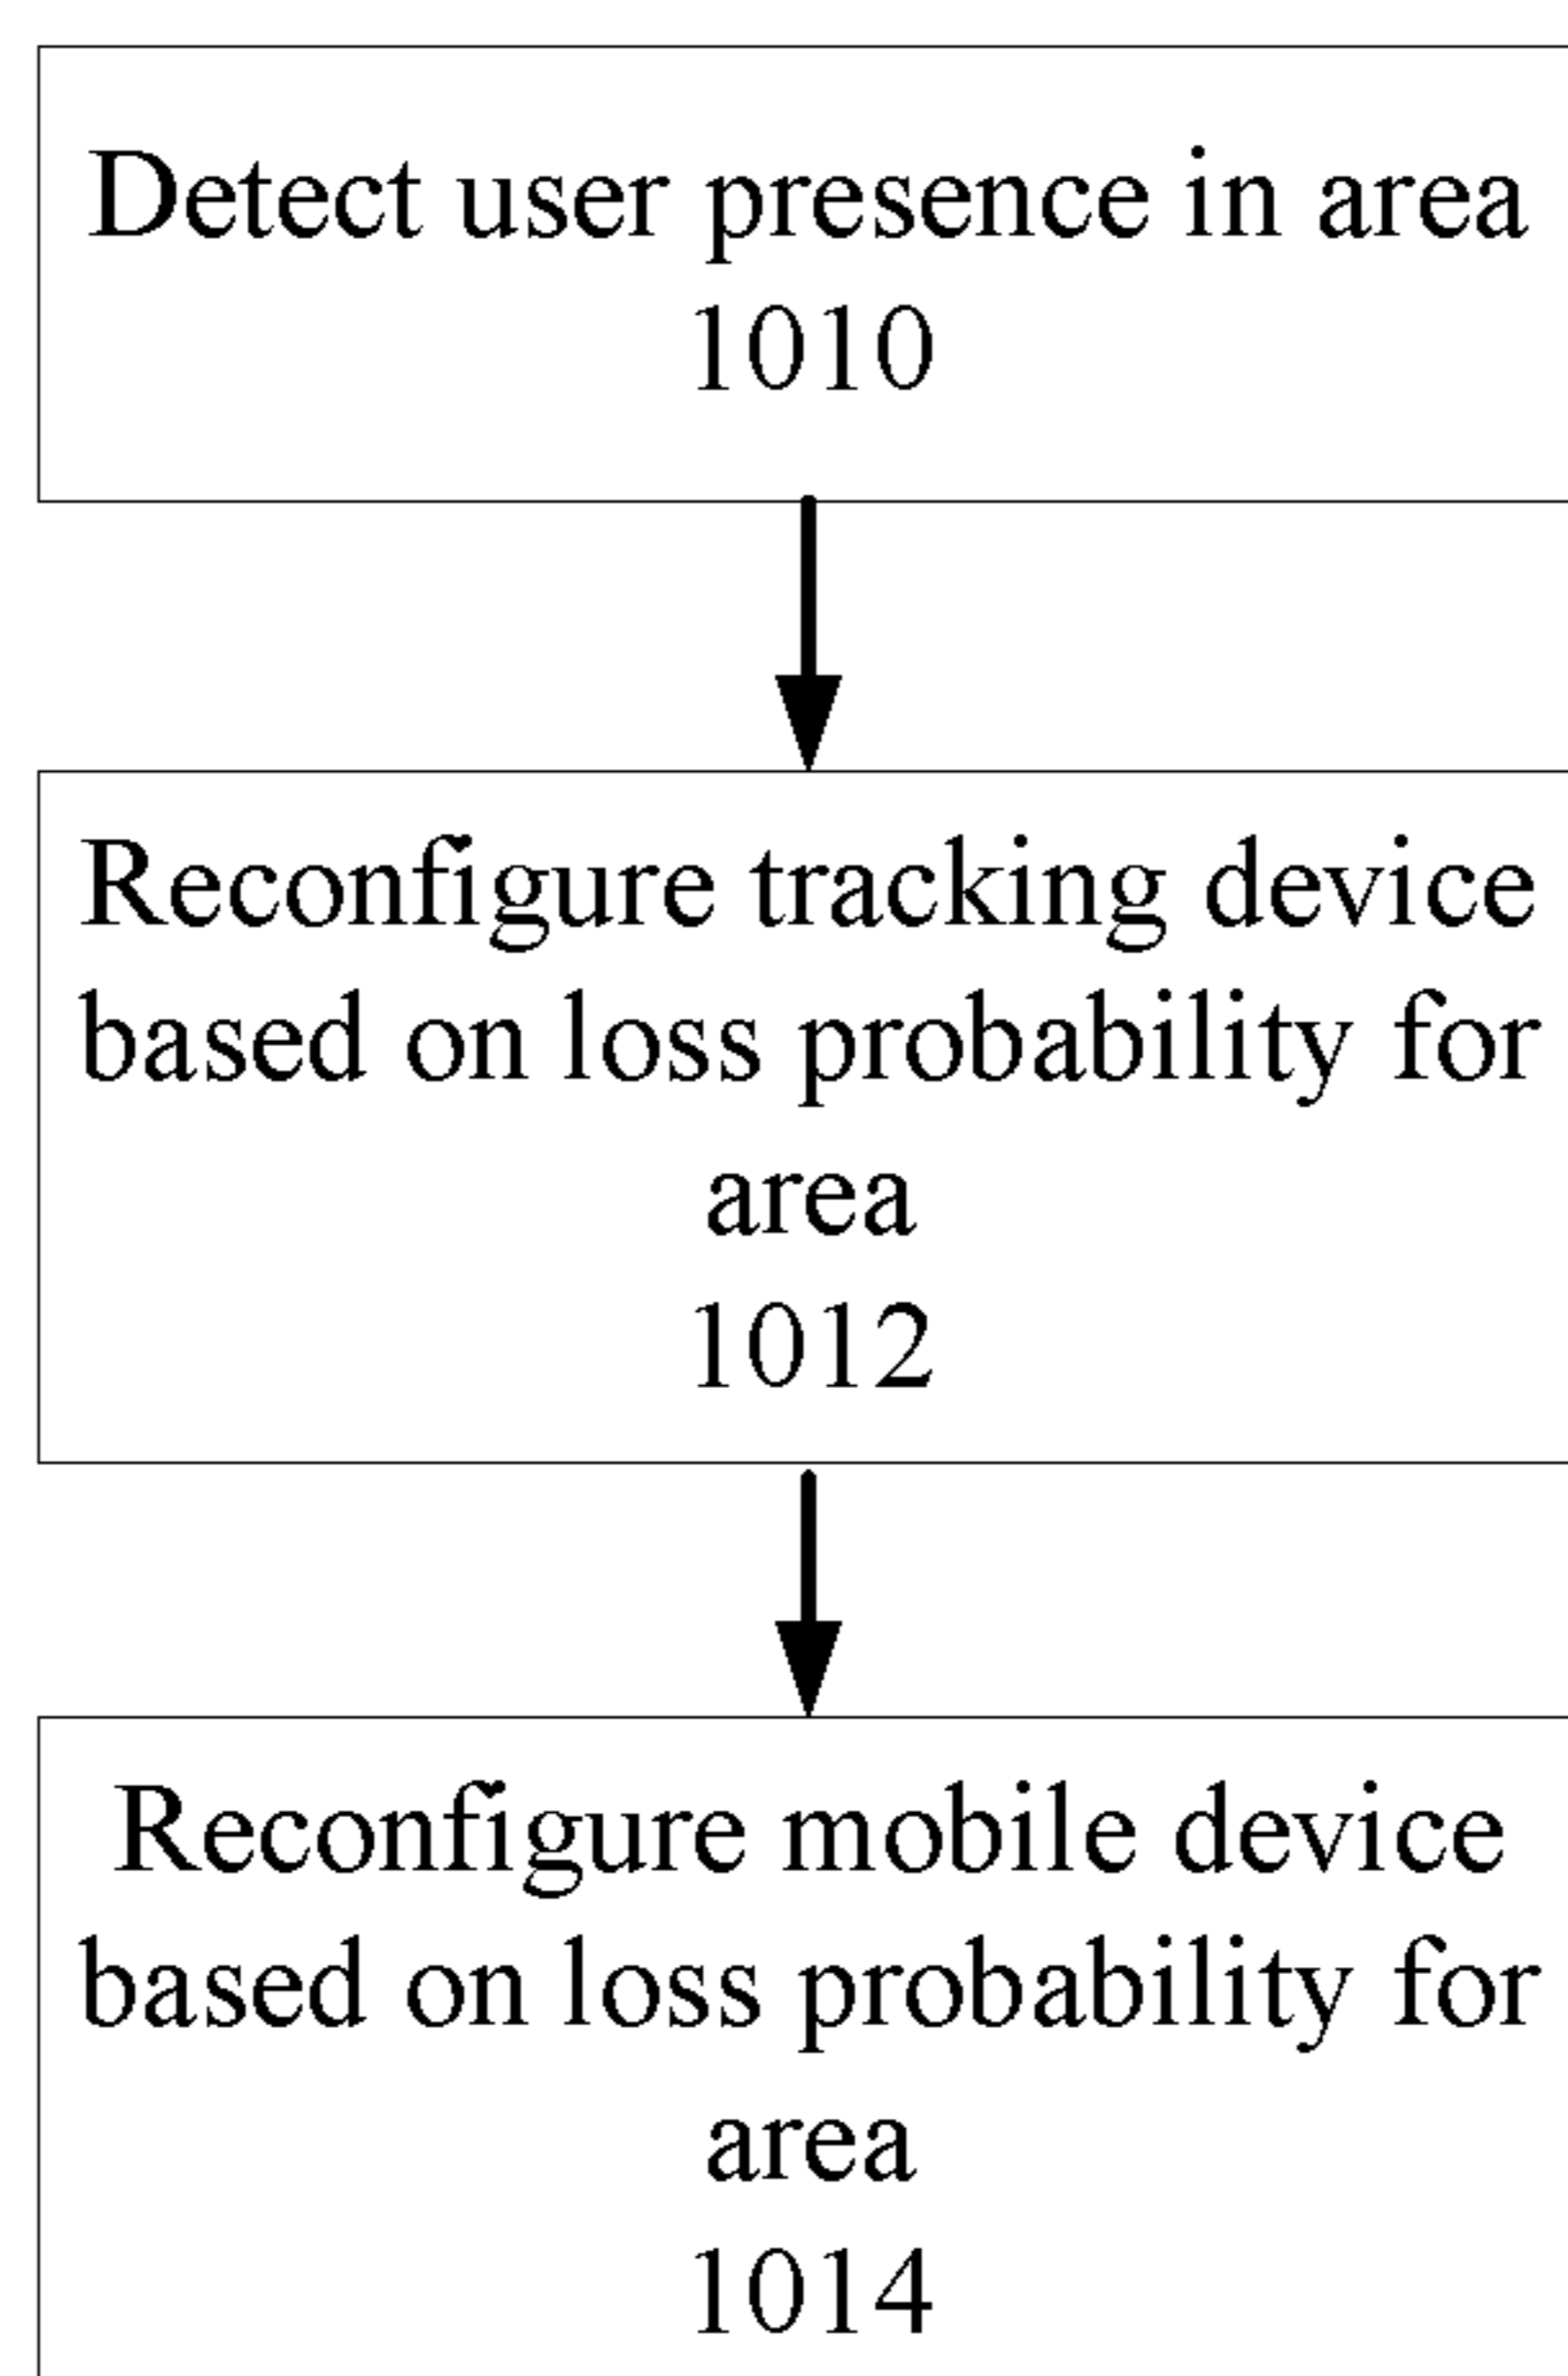 Detect user presence in area
1010
Reconfigure tracking device
based on loss probability for
area
1012
Reconfigure mobile device
based on loss probability for
area
1014